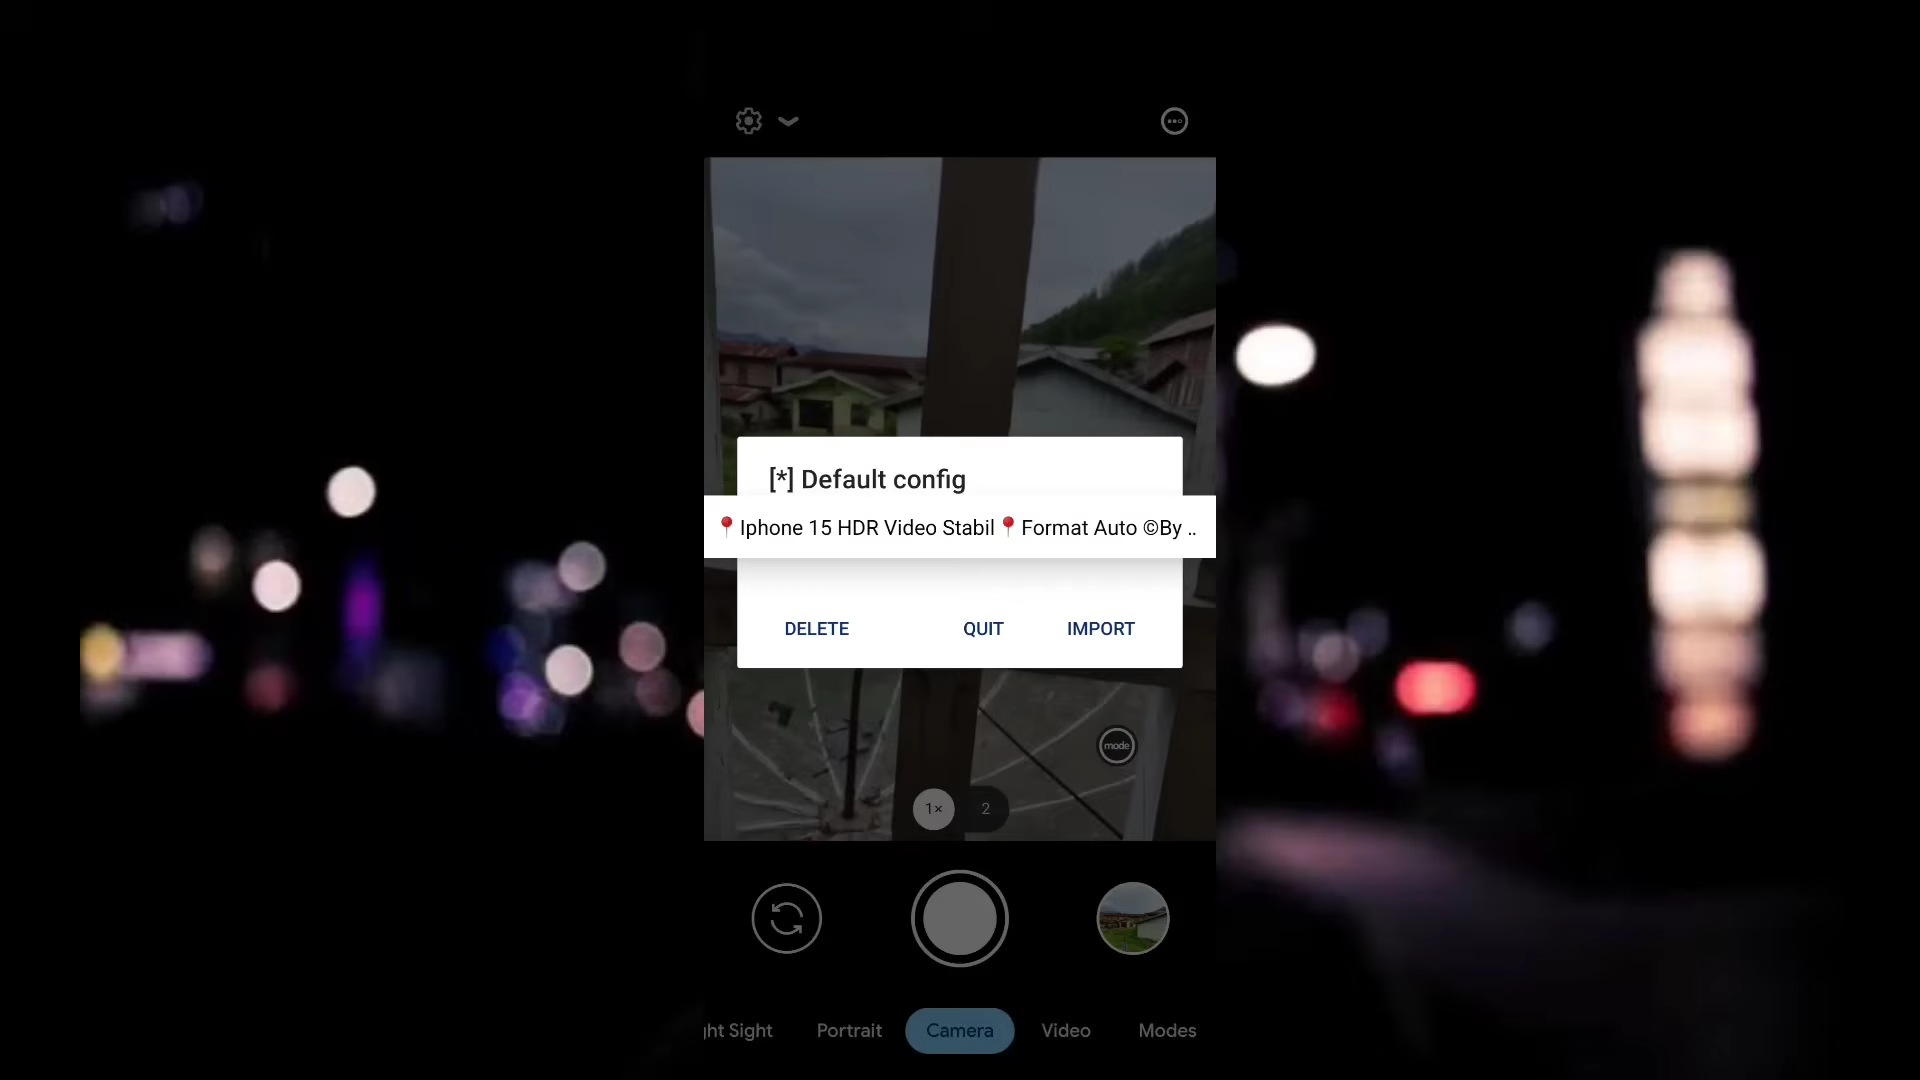 [*] Default config
📍Iphone 15 HDR Video Stabil📍Format Auto ©By ..
DELETE QUIT IMPORT
mode
1× 2
ght Sight Portrait Camera Video Modes